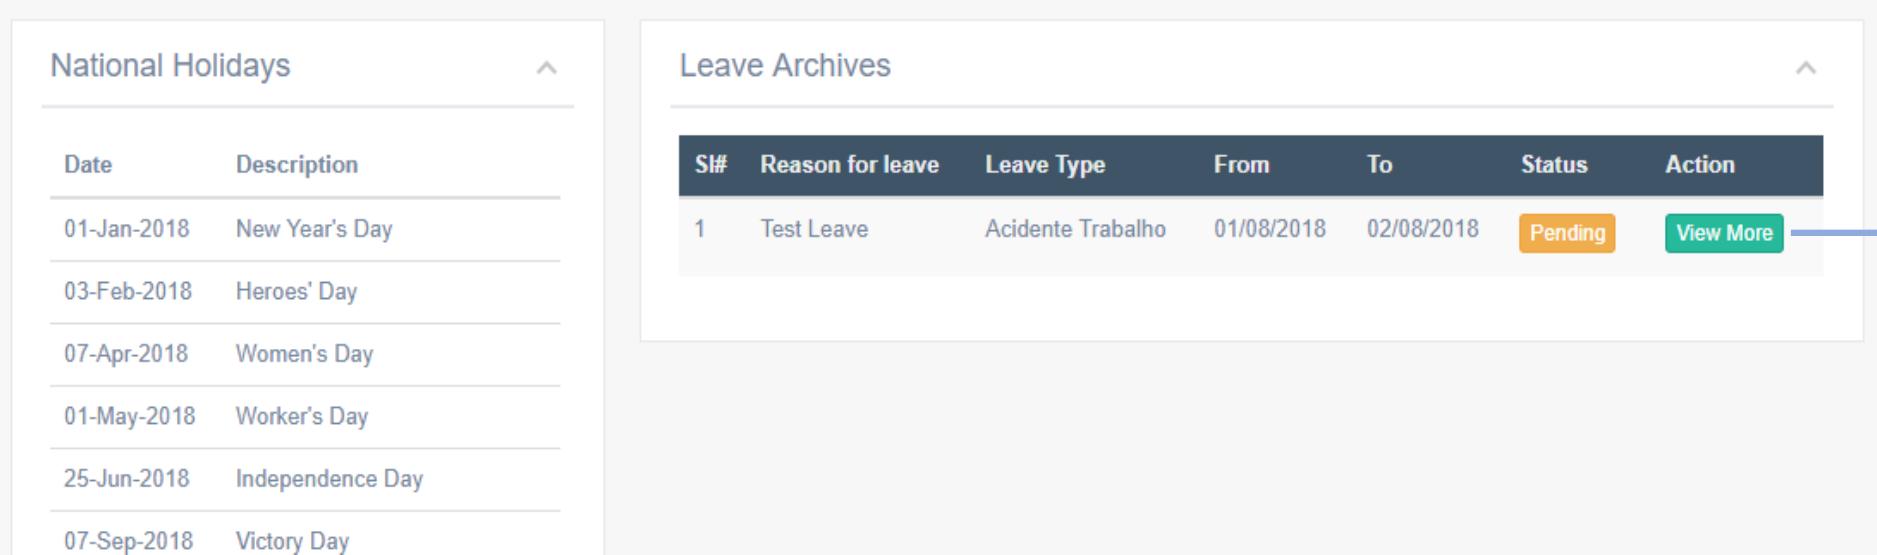 National Holidays
Date Description
01-Jan-2018 New Year's Day
03-Feb-2018 Heroes' Day
07-Apr-2018 Women's Day
01-May-2018 Worker's Day
25-Jun-2018 Independence Day
07-Sep-2018 Victory Day
Leave Archives
Sl# Reason for leave Leave Type From To Status Action
1 Test Leave Acidente Trabalho 01/08/2018 02/08/2018 Pending View More